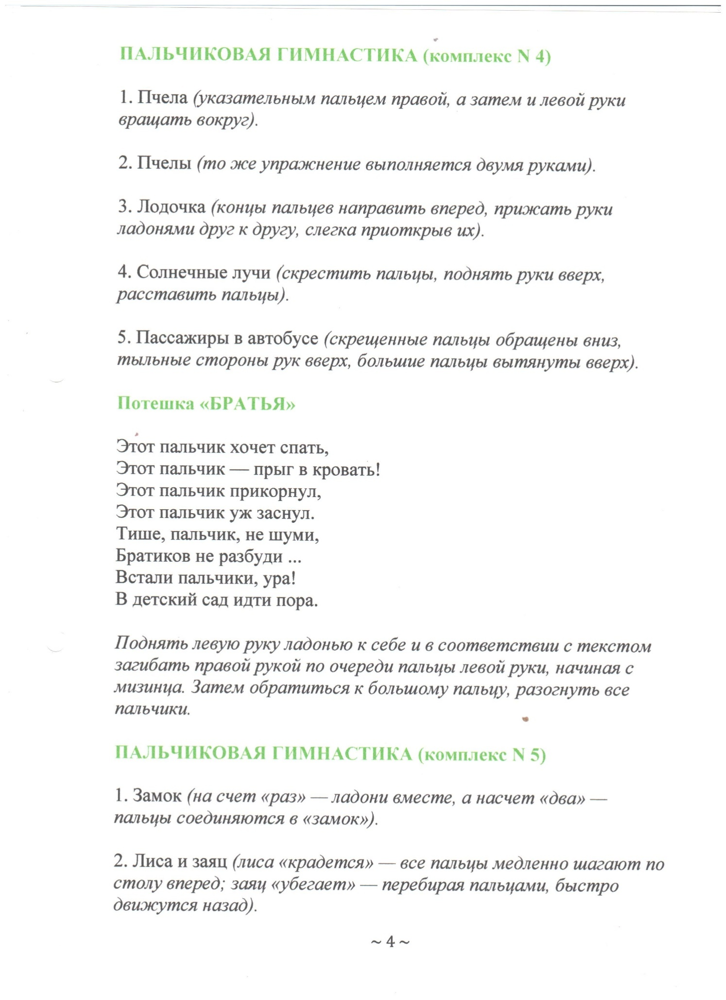 ПАЛЬЧИКОВАЯ ГИМНАСТИКА (комплекс N 4)
1. Пчела (указательным пальцем правой, а затем и левой руки
вращать вокруг).
2. Пчелы (то же упражнение выполняется двумя руками).
3. Лодочка (концы пальцев направить вперед, прижать руки
ладонями друг к другу, слегка приоткрыв их).
4. Солнечные лучи (скрестить пальцы, поднять руки вверх,
расставить пальцы).
5. Пассажиры в автобусе (скрещенные пальцы обращены вниз,
тыльные стороны рук вверх, большие пальцы вытянуты вверх).
Потешка «БРАТЬЯ»
Этот пальчик хочет спать,
Этот пальчик — прыг в кровать!
Этот пальчик прикорнул,
Этот пальчик уж заснул.
Тише, пальчик, не шуми,
Братиков не разбуди ...
Встали пальчики, ура!
В детский сад идти пора.
Поднять левую руку ладонью к себе и в соответствии с текстом
загибать правой рукой по очереди пальцы левой руки, начиная с
мизинца. Затем обратиться к большому пальцу, разогнуть все
пальчики.
ПАЛЬЧИКОВАЯ ГИМНАСТИКА (комплекс N 5)
1. Замок (на счет «раз» — ладони вместе, а насчет «два» —
пальцы соединяются в «замок»).
2. Лиса и заяц (лиса «крадется» — все пальцы медленно шагают по
столу вперед; заяц «убегает» — перебирая пальцами, быстро
движутся назад).
~ 4 ~